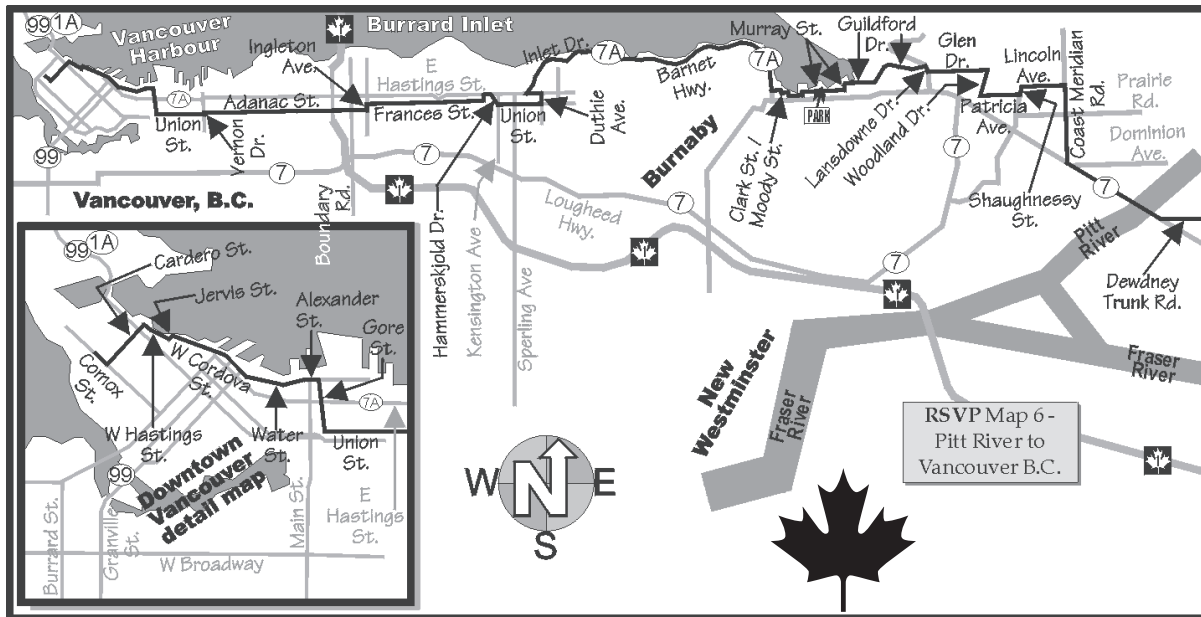 99 1A
Vancouver
Harbour
Burrard Inlet
Ingleton
Ave.
E
Hastings St.
7A
Adanac St.
Union
St.
Vernon
Dr.
Frances St.
Union
St.
Inlet Dr.
7A
Barnet
Hwy.
Duthie
Ave.
7A
Murray St.
Guildford
Dr.
Glen
Dr.
Lincoln
Ave.
Coast Meridian
Rd.
Prairie
Rd.
Dominion
Ave.
PARK
Clark St. /
Moody St.
Lansdowne Dr.
Woodland Dr.
Patricia
Ave.
Shaughnessy
St.
99
7
7
7
7
7
7
Vancouver, B.C.
Boundary
Rd.
Hammerskjold Dr.
Kensington Ave
Sperling Ave
Lougheed
Hwy.
Burnaby
New
Westminster
Pitt
River
Dewdney
Trunk Rd.
Fraser
River
Fraser
River
RSVP Map 6 -
Pitt River to
Vancouver B.C.
N
W E
S
99 1A
Cardero St.
Jervis St.
Alexander
St.
Gore
St.
Comox
St.
W Cordova
St.
7A
W Hastings
St.
Water
St.
Union
St.
99
Downtown
Vancouver
detail map
Burrard St.
Granville
St.
Main St.
E
Hastings
St.
W Broadway